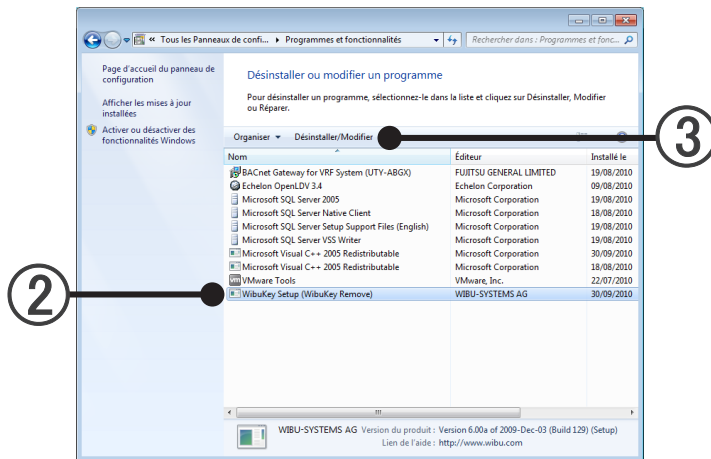 « Tous les Panneaux de confi... ▸ Programmes et fonctionnalités
Rechercher dans : Programmes et fonc...
Page d'accueil du panneau de
configuration
Afficher les mises à jour
installées
Activer ou désactiver des
fonctionnalités Windows
Désinstaller ou modifier un programme
Pour désinstaller un programme, sélectionnez-le dans la liste et cliquez sur Désinstaller, Modifier
ou Réparer.
Organiser Désinstaller/Modifier
3
Nom Éditeur Installé le
BACnet Gateway for VRF System (UTY-ABGX) FUJITSU GENERAL LIMITED 19/08/2010
Echelon OpenLDV 3.4 Echelon Corporation 09/08/2010
Microsoft SQL Server 2005 Microsoft Corporation 19/08/2010
Microsoft SQL Server Native Client Microsoft Corporation 18/08/2010
Microsoft SQL Server Setup Support Files (English) Microsoft Corporation 19/08/2010
Microsoft SQL Server VSS Writer Microsoft Corporation 19/08/2010
Microsoft Visual C++ 2005 Redistributable Microsoft Corporation 30/09/2010
Microsoft Visual C++ 2005 Redistributable Microsoft Corporation 18/08/2010
VMware Tools VMware, Inc. 22/07/2010
2
WibuKey Setup (WibuKey Remove) WIBU-SYSTEMS AG 30/09/2010
WIBU-SYSTEMS AG Version du produit : Version 6.00a of 2009-Dec-03 (Build 129) (Setup)
Lien de l'aide : http://www.wibu.com